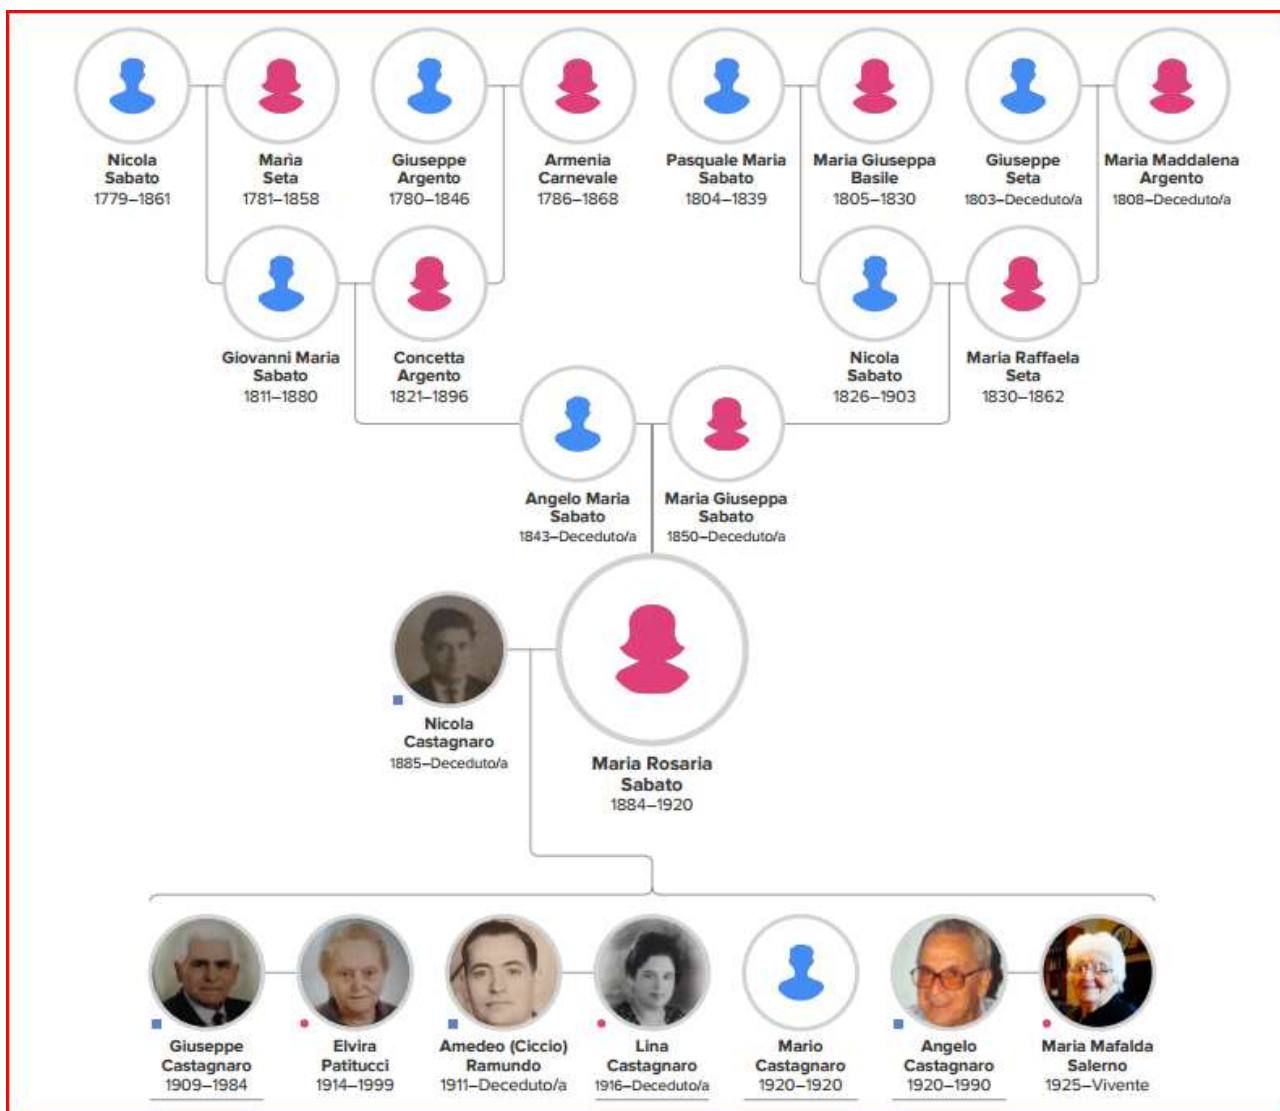 Nicola
Sabato
1779–1861
Maria
Seta
1781–1858
Giuseppe
Argento
1780–1846
Armenia
Carnevale
1786–1868
Pasquale Maria
Sabato
1804–1839
Maria Giuseppa
Basile
1805–1830
Giuseppe
Seta
1803–Deceduto/a
Maria Maddalena
Argento
1808–Deceduto/a
Giovanni Maria
Sabato
1811–1880
Concetta
Argento
1821–1896
Nicola
Sabato
1826–1903
Maria Raffaela
Seta
1830–1862
Angelo Maria
Sabato
1843–Deceduto/a
Maria Giuseppa
Sabato
1850–Deceduto/a
Nicola
Castagnaro
1885–Deceduto/a
Maria Rosaria
Sabato
1884–1920
Giuseppe
Castagnaro
1909–1984
Elvira
Patitucci
1914–1999
Amedeo (Ciccio)
Ramundo
1911–Deceduto/a
Lina
Castagnaro
1916–Deceduto/a
Mario
Castagnaro
1920–1920
Angelo
Castagnaro
1920–1990
Maria Mafalda
Salerno
1925–Vivente